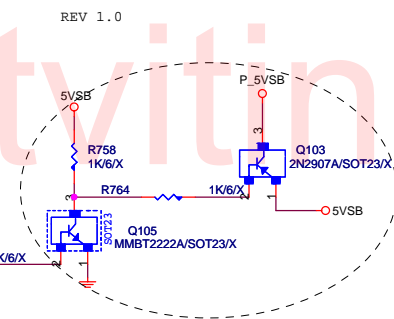 REV 1.0
tvitin
P_5VSB
5VSB
3
Q103
2N2907A/SOT23/X
R758
1K/6/X
R764
1K/6/X
2
1
5VSB
3
SOT23
Q105
MMBT2222A/SOT23/X
K/6/X
2
1